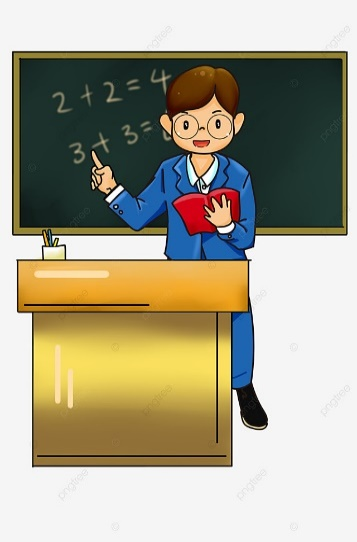 2 + 2 = 4
3 + 3 =